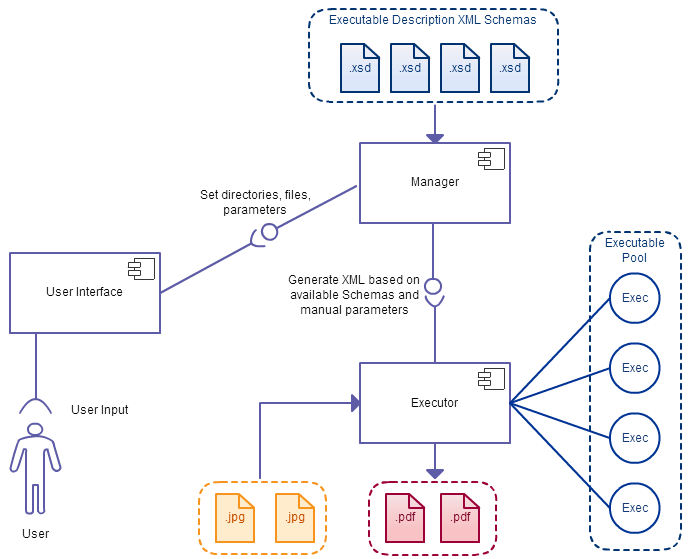 Executable Description XML Schemas
.xsd .xsd .xsd .xsd
Manager
Set directories, files,
parameters
Executable
Pool
User Interface
Generate XML based on
available Schemas and
manual parameters
Exec
Exec
Exec
Exec
Executor
User Input
User
.jpg .jpg
.pdf .pdf